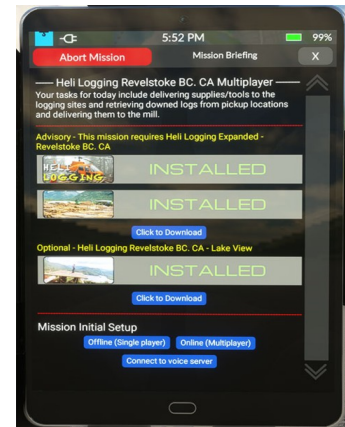 5:52 PM
99%
Abort Mission
Mission Briefing
X
Heli Logging Revelstoke BC. CA Multiplayer
Your tasks for today include delivering supplies/tools to the
logging sites and retrieving downed logs from pickup locations
and delivering them to the mill.
Advisory - This mission requires Heli Logging Expanded -
Revelstoke BC. CA
HELI
LOGGING
INSTALLED
INSTALLED
Click to Download
Optional - Heli Logging Revelstoke BC. CA - Lake View
INSTALLED
Click to Download
Mission Initial Setup
Offline (Single player)
Online (Multiplayer)
Connect to voice server